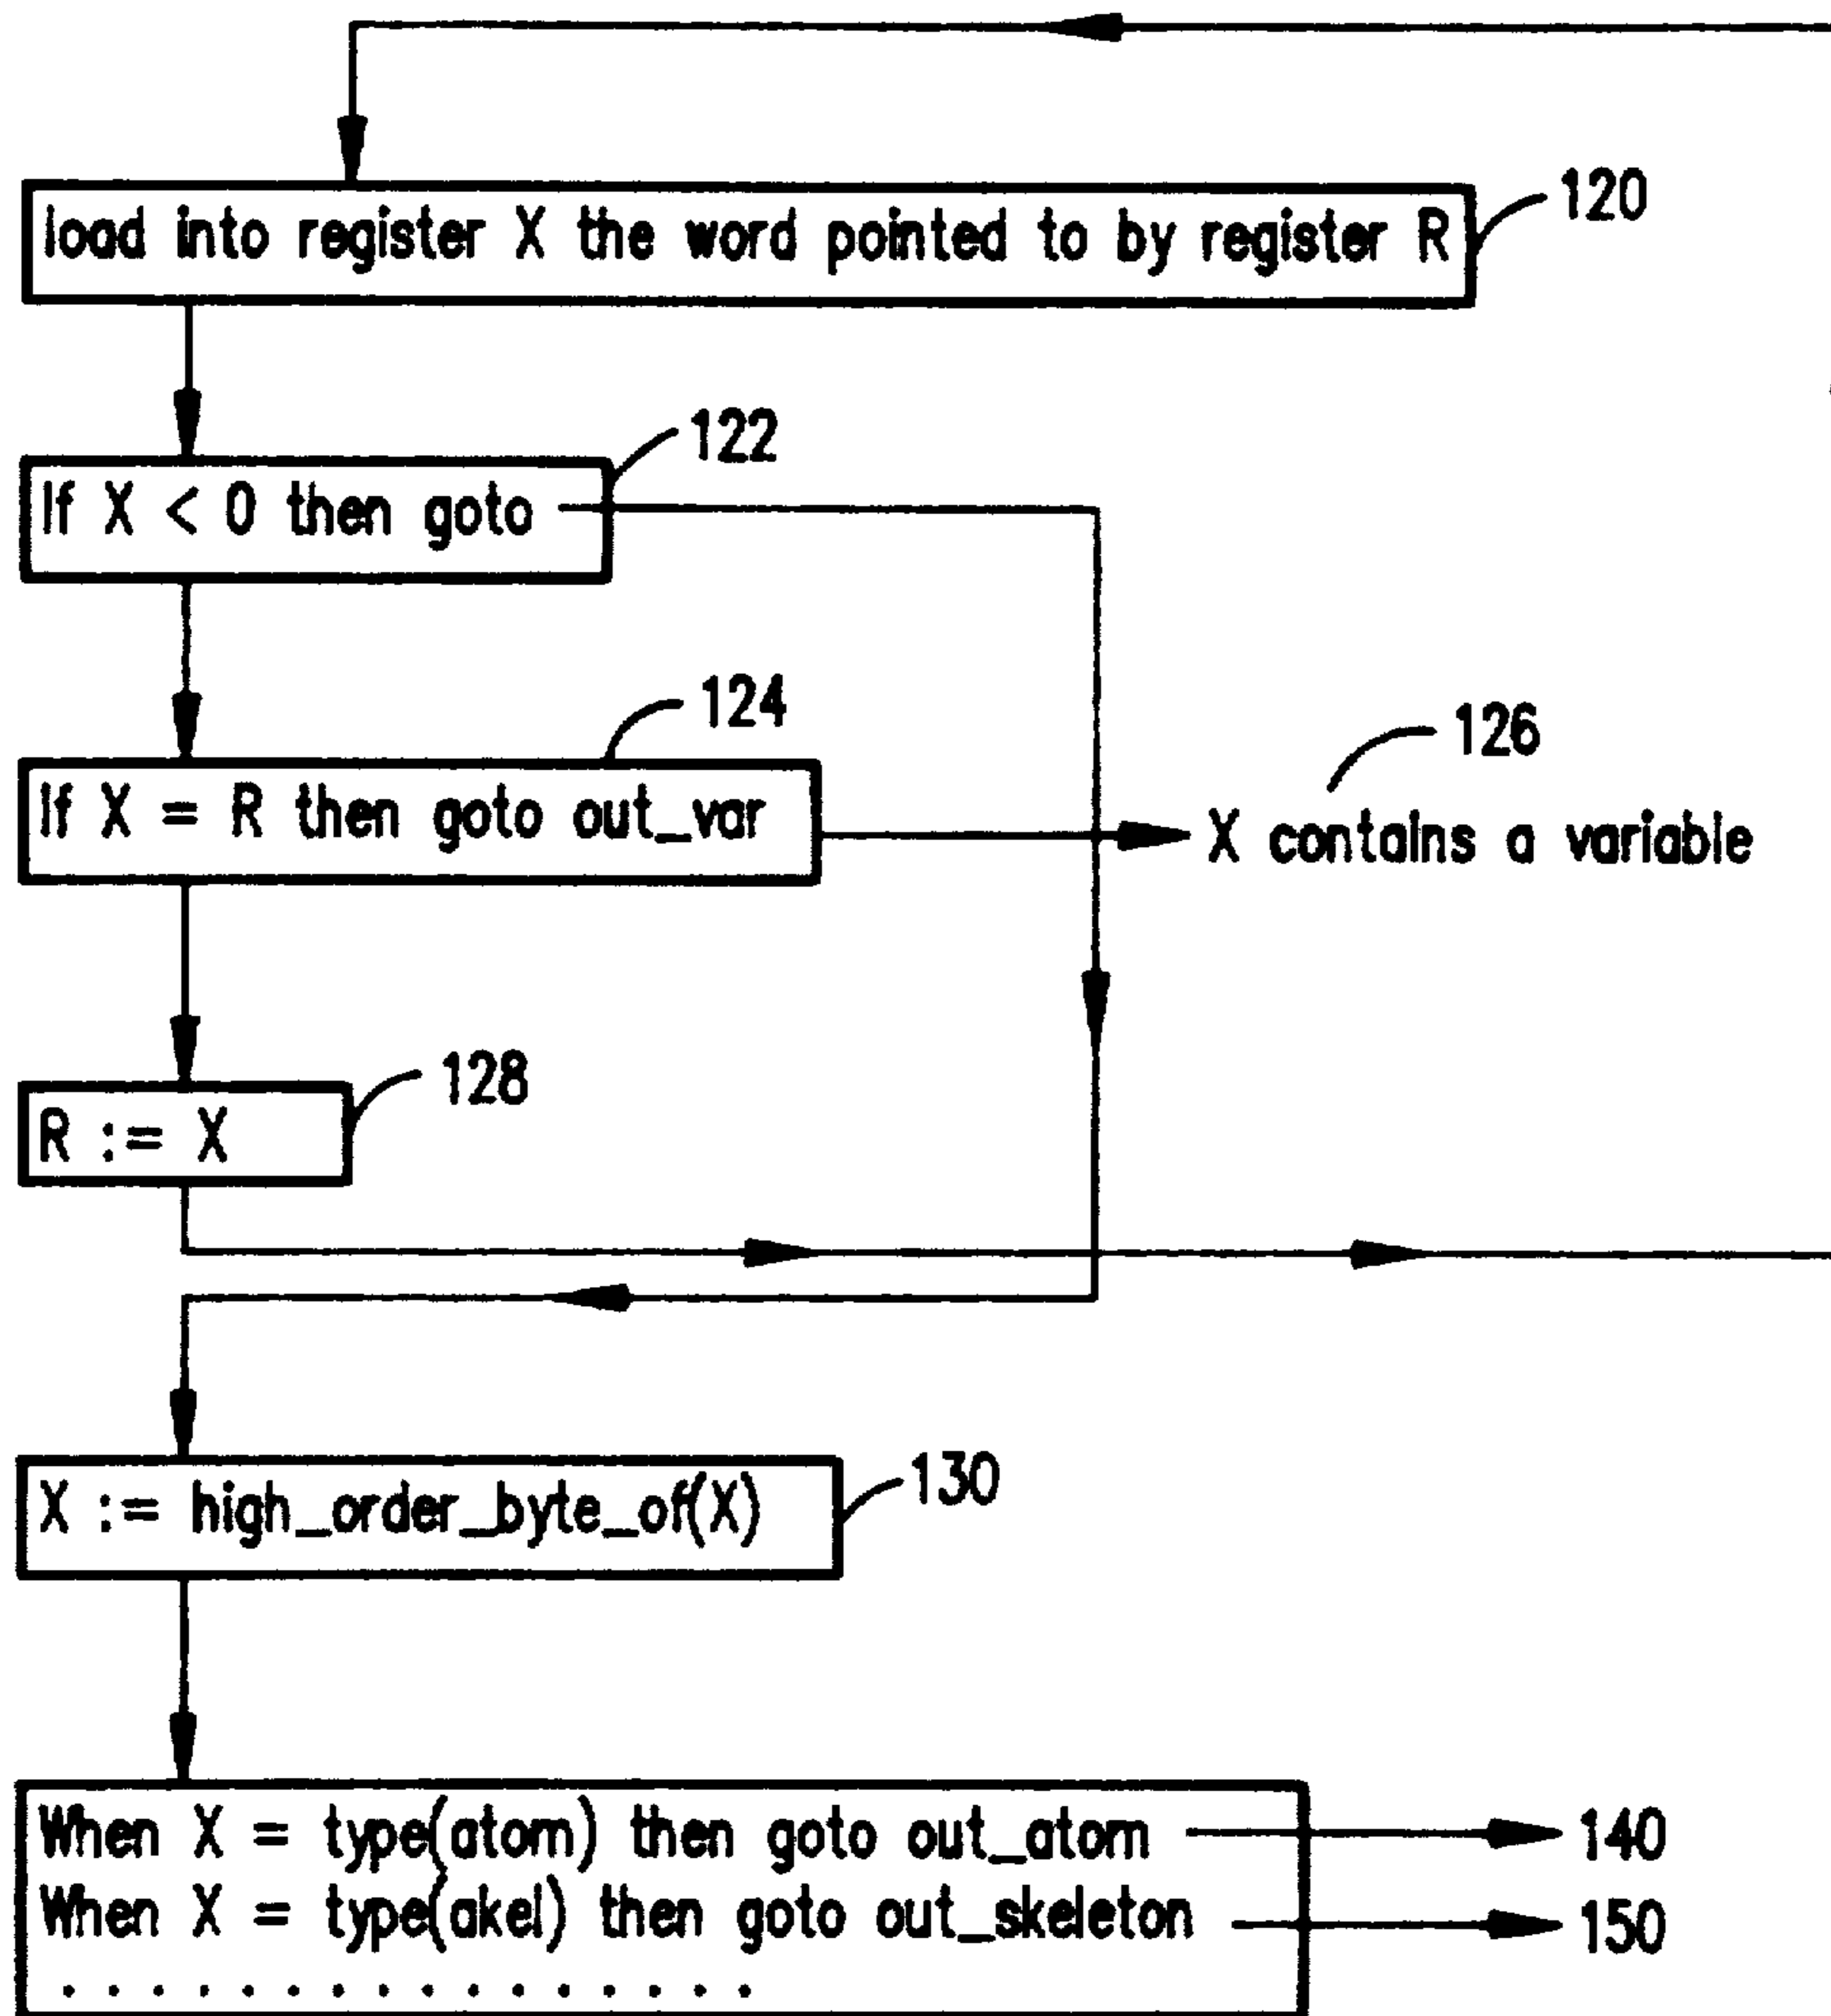 120
load into register X the word pointed to by register R
122
If X < 0 then goto
124
If X = R then goto out_var
126
X contains a variable
128
R := X
130
X := high_order_byte_of(X)
When X = type(atom) then goto out_atom 140
When X = type(akel) then goto out_skeleton 150
. . . . . . . . . . . . . . . .